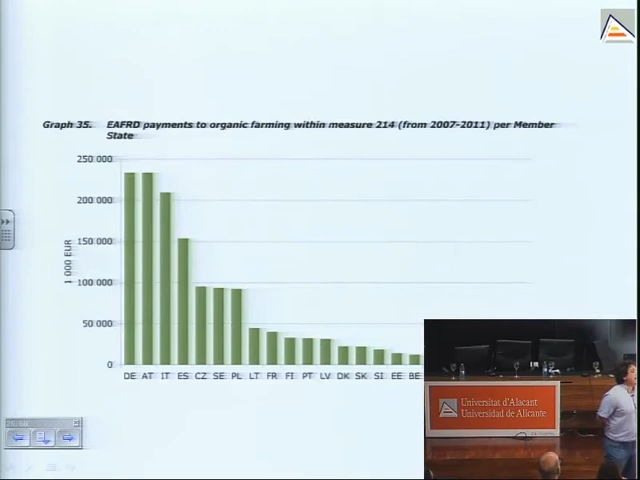 Graph 35. EAFRD payments to organic farming within measure 214 (from 2007-2011) per Member
State
250 000
200 000
150 000
100 000
50 000
0
1 000 EUR
DE AT IT ES CZ SE PL LT FR FI PT LV DK SK SI EE BE
Universitat d'Alacant
Universidad de Alicante